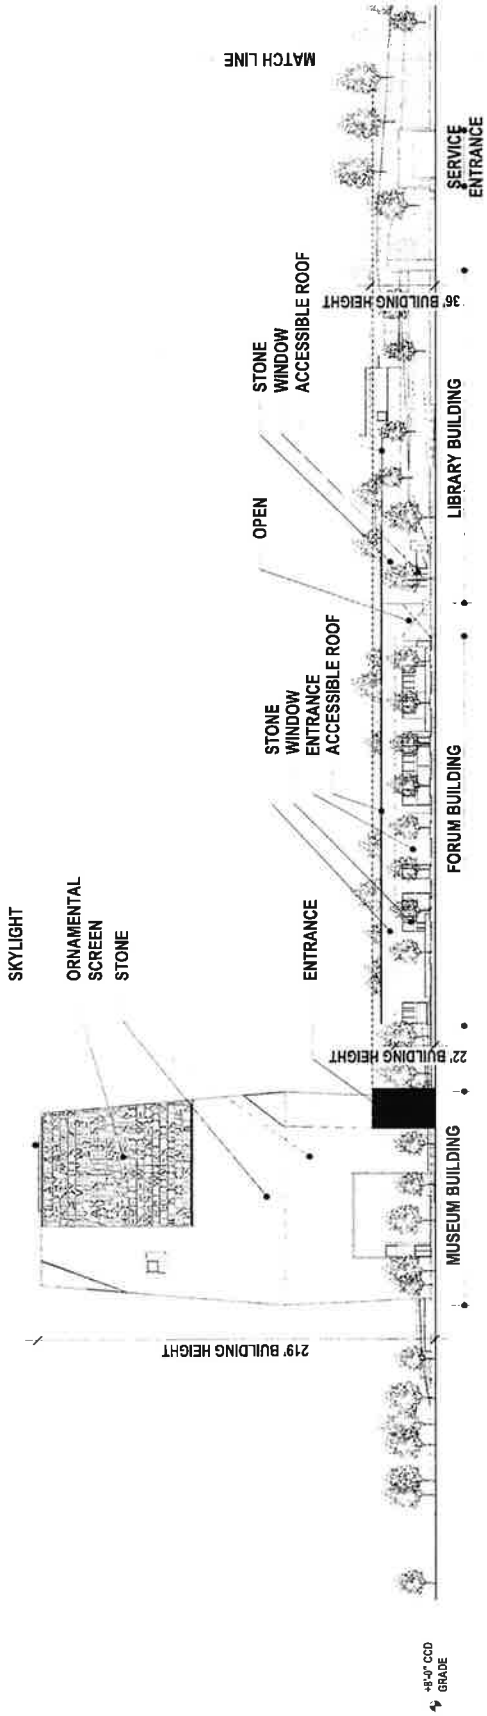 SKYLIGHT
ORNAMENTAL
SCREEN
STONE
ENTRANCE
STONE
WINDOW
ENTRANCE
ACCESSIBLE ROOF
OPEN
STONE
WINDOW
ACCESSIBLE ROOF
MATCH LINE
219' BUILDING HEIGHT
22' BUILDING HEIGHT
36' BUILDING HEIGHT
+8'-0" CCD
GRADE
MUSEUM BUILDING
FORUM BUILDING
LIBRARY BUILDING
SERVICE
ENTRANCE